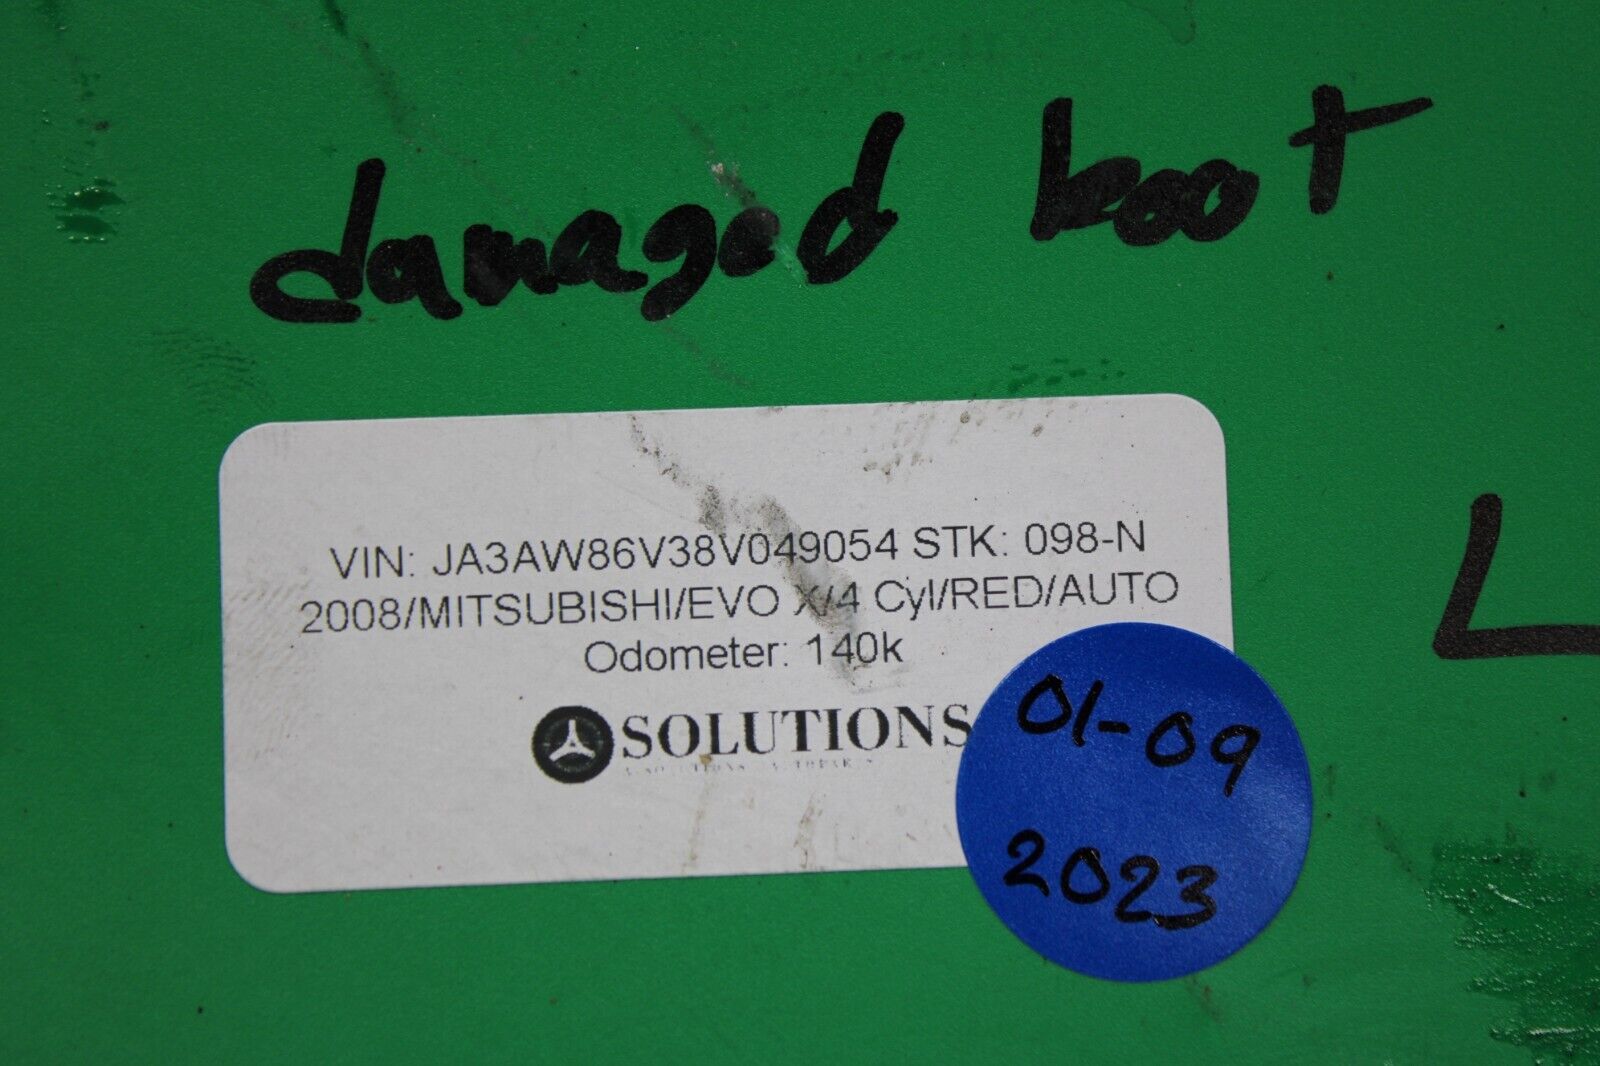 damaged boot
VIN: JA3AW86V38V049054 STK: 098-N
2008/MITSUBISHI/EVO X/4 Cyl/RED/AUTO
Odometer: 140k
SOLUTIONS
L
01-09
2023